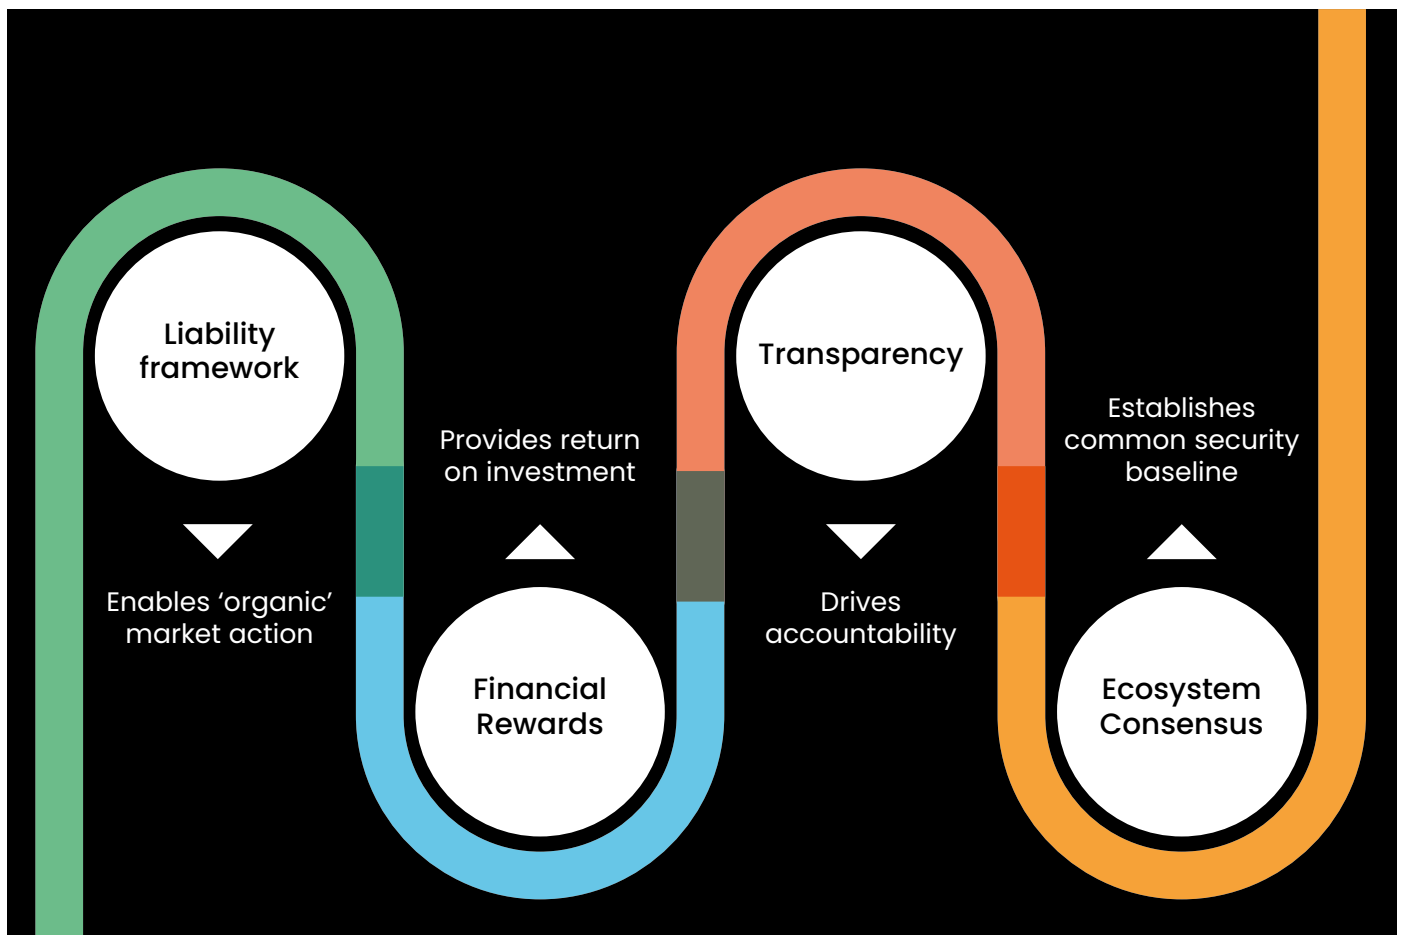 Liability
framework
Enables ‘organic’
market action
Provides return
on investment
Financial
Rewards
Transparency
Drives
accountability
Establishes
common security
baseline
Ecosystem
Consensus